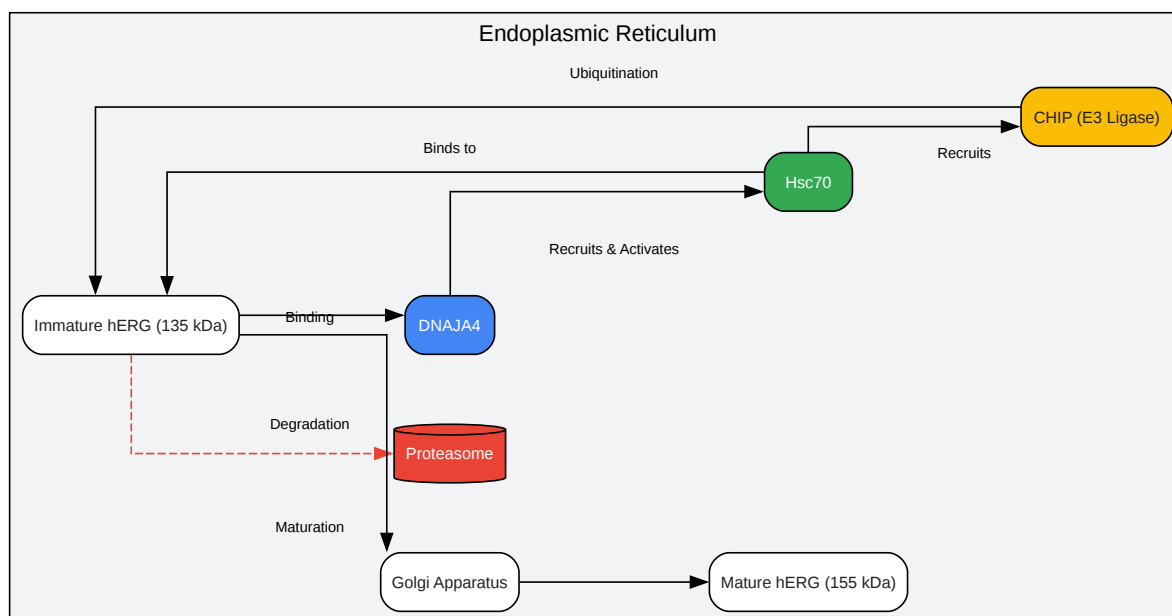 Endoplasmic Reticulum
Ubiquitination
CHIP (E3 Ligase)
Binds to
Recruits
Hsc70
Recruits & Activates
Immature hERG (135 kDa)
Binding
DNAJA4
Degradation
Proteasome
Maturation
Golgi Apparatus
Mature hERG (155 kDa)